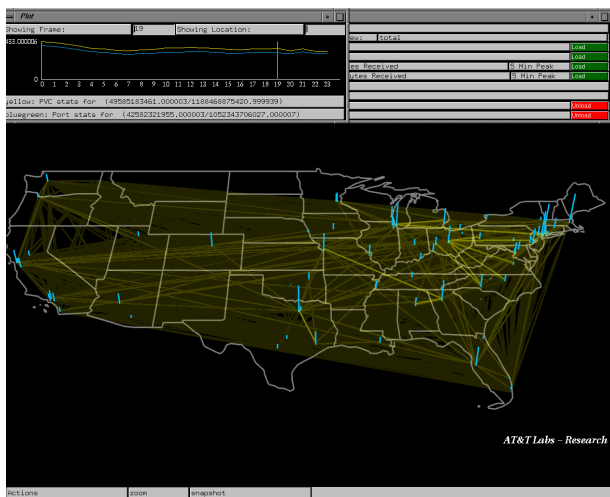 Plot
Showing Frame: 19 Showing Location:
433.000006
0
0 1 2 3 4 5 6 7 8 9 10 11 12 13 14 15 16 17 18 19 20 21 22 23
yellow: PVC stats for (49585183461.000003/1188468875420.999939)
bluegreen: Port stats for (42582321955.000003/1052343706027.000007)
ex: total
Load
Load
es Received 5 Min Peak Load
utes Received 5 Min Peak Load
Unload
Unload
AT&T Labs – Research
Actions zoom snapshot